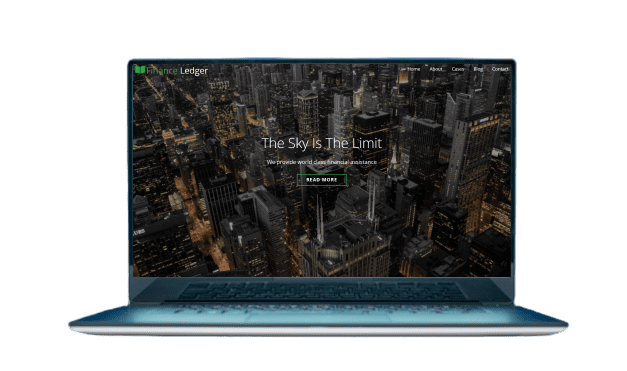 Finance Ledger
Home About Cases Blog Contact
The Sky Is The Limit
We provide world class financial assistance
READ MORE